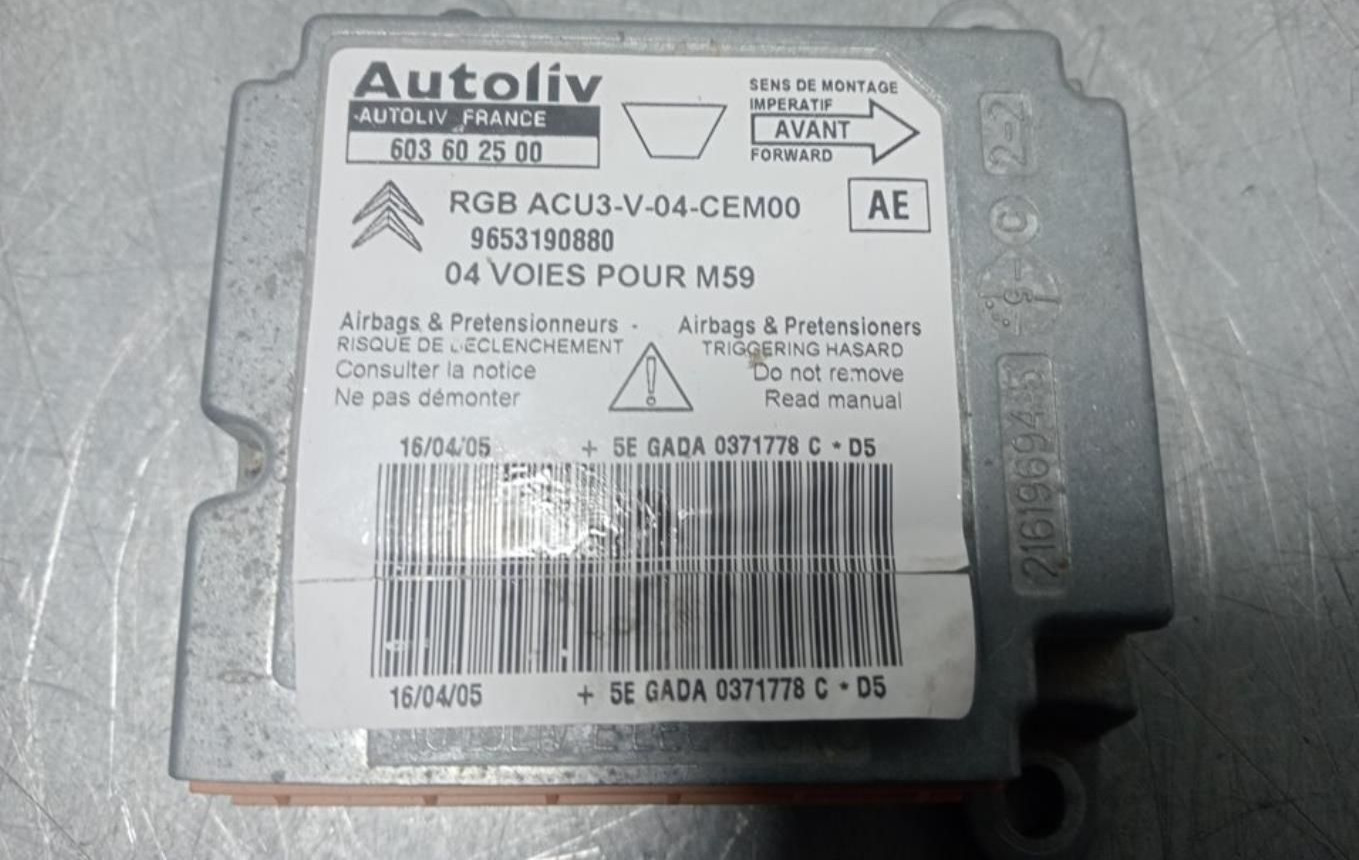 Autoliv
AUTOLIV FRANCE
603 60 25 00
SENS DE MONTAGE
IMPERATIF
AVANT
FORWARD
RGB ACU3-V-04-CEM00
AE
9653190880
04 VOIES POUR M59
Airbags & Pretensionneurs -
RISQUE DE DECLENCHEMENT
Consulter la notice
Ne pas démonter
Airbags & Pretensioners
TRIGGERING HASARD
Do not remove
Read manual
16/04/05 + 5E GADA 0371778 C * D5
16/04/05 + 5E GADA 0371778 C * D5
2-2
C
216196945